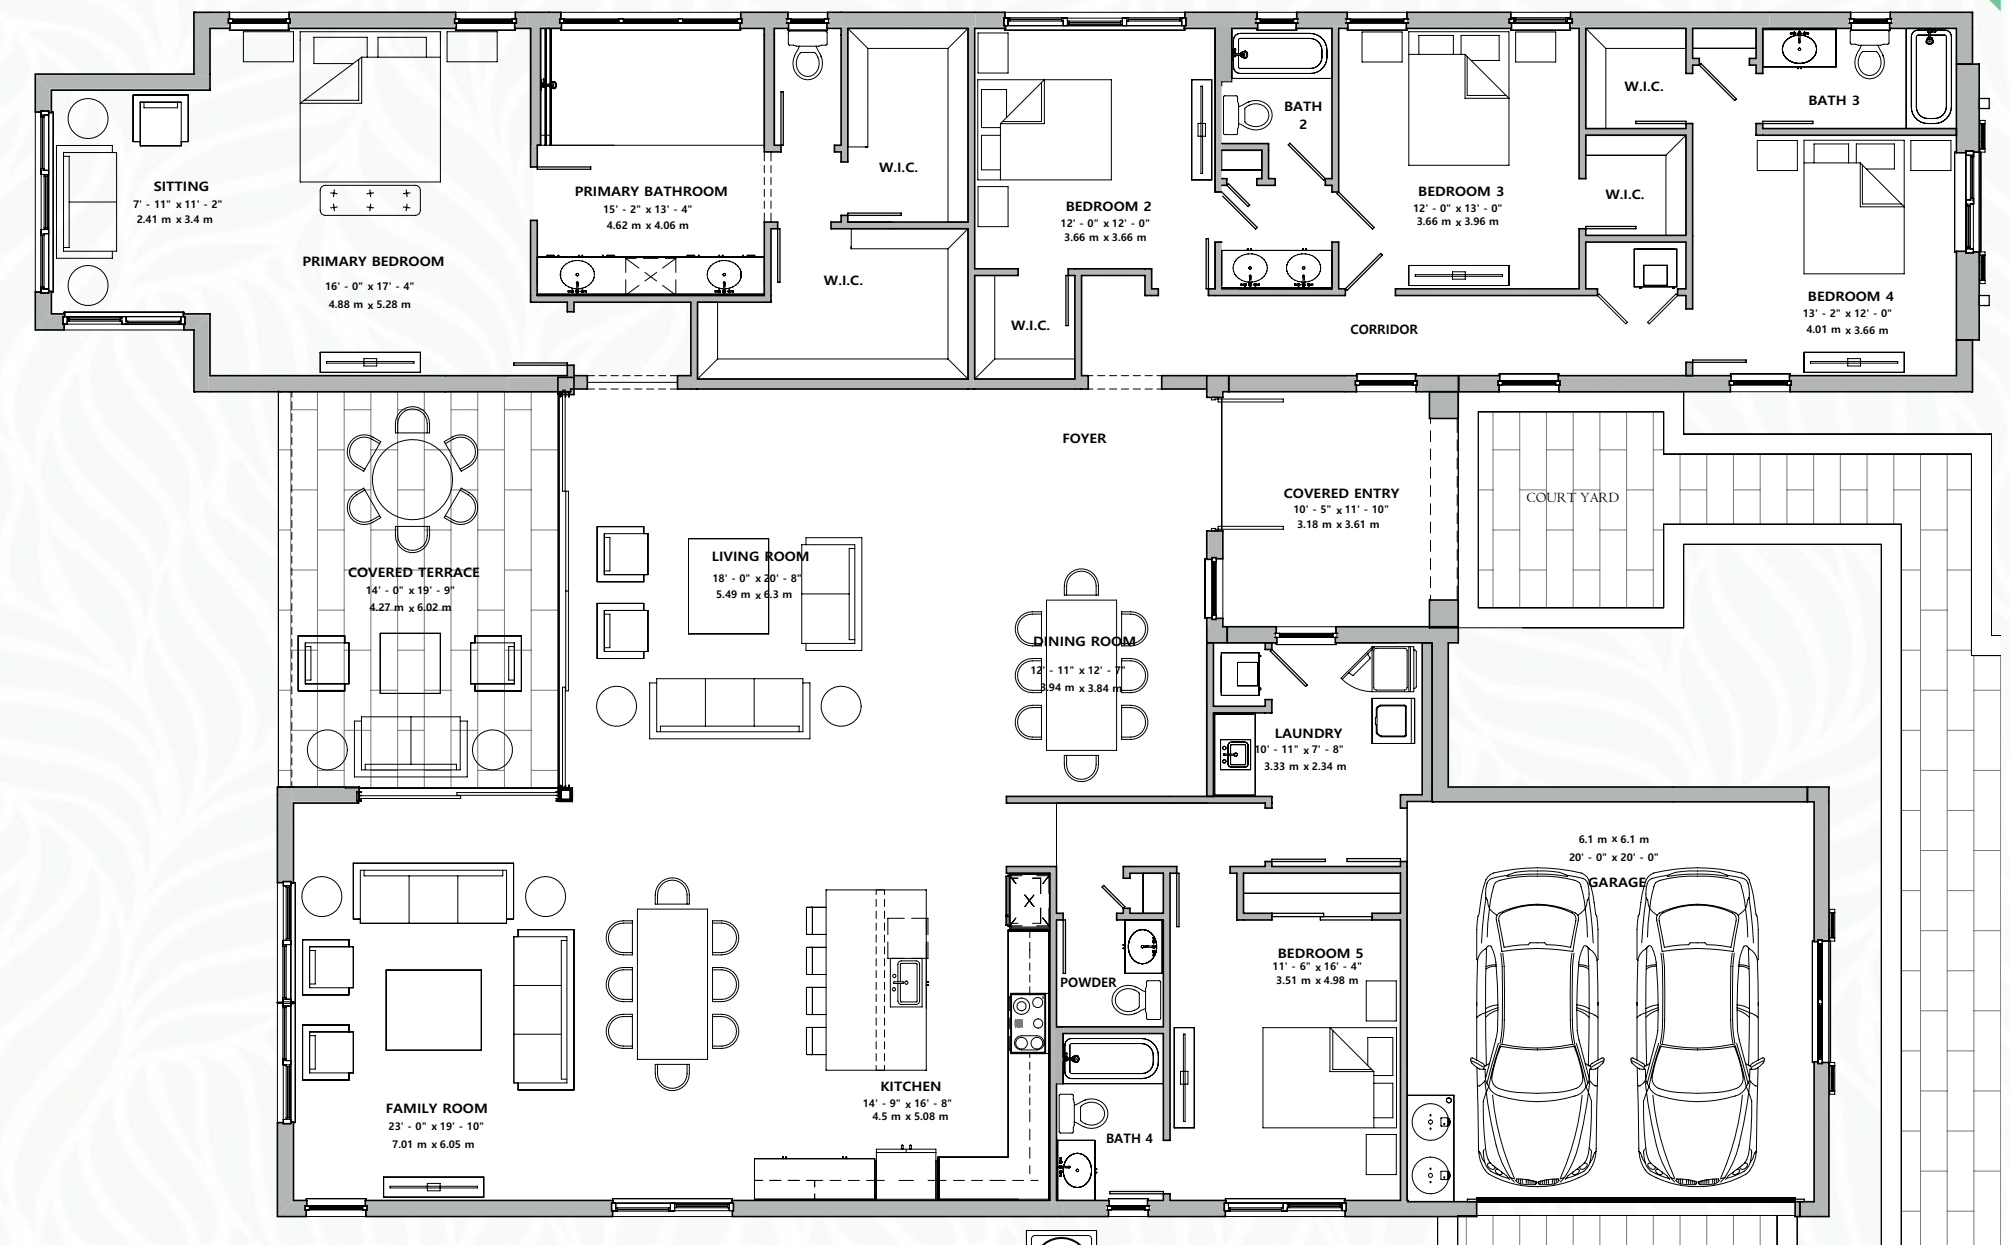 SITTING
7' - 11" x 11' - 2"
2.41 m x 3.4 m
PRIMARY BEDROOM
16' - 0" x 17' - 4"
4.88 m x 5.28 m
PRIMARY BATHROOM
15' - 2" x 13' - 4"
4.62 m x 4.06 m
W.I.C.
W.I.C.
BEDROOM 2
12' - 0" x 12' - 0"
3.66 m x 3.66 m
W.I.C.
BATH
2
BEDROOM 3
12' - 0" x 13' - 0"
3.66 m x 3.96 m
W.I.C.
W.I.C.
BATH 3
BEDROOM 4
13' - 2" x 12' - 0"
4.01 m x 3.66 m
CORRIDOR
FOYER
COVERED ENTRY
10' - 5" x 11' - 10"
3.18 m x 3.61 m
COURT YARD
COVERED TERRACE
14' - 0" x 19' - 9"
4.27 m x 6.02 m
LIVING ROOM
18' - 0" x 20' - 8"
5.49 m x 6.3 m
DINING ROOM
12' - 11" x 12' - 7"
3.94 m x 3.84 m
LAUNDRY
10' - 11" x 7' - 8"
3.33 m x 2.34 m
6.1 m x 6.1 m
20' - 0" x 20' - 0"
GARAGE
BEDROOM 5
11' - 6" x 16' - 4"
3.51 m x 4.98 m
POWDER
BATH 4
KITCHEN
14' - 9" x 16' - 8"
4.5 m x 5.08 m
FAMILY ROOM
23' - 0" x 19' - 10"
7.01 m x 6.05 m